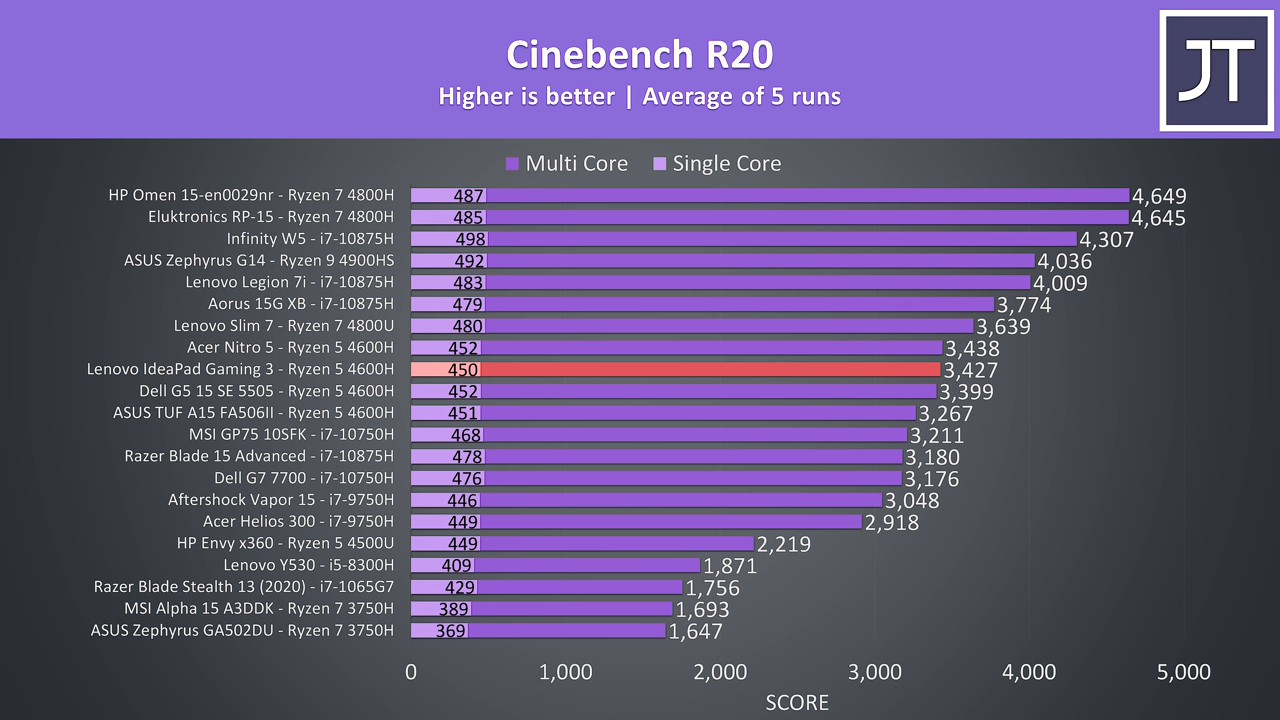 Cinebench R20
Higher is better | Average of 5 runs
JT
Multi Core Single Core
HP Omen 15-en0029nr - Ryzen 7 4800H 487 4,649
Eluktronics RP-15 - Ryzen 7 4800H 485 4,645
Infinity W5 - i7-10875H 498 4,307
ASUS Zephyrus G14 - Ryzen 9 4900HS 492 4,036
Lenovo Legion 7i - i7-10875H 483 4,009
Aorus 15G XB - i7-10875H 479 3,774
Lenovo Slim 7 - Ryzen 7 4800U 480 3,639
Acer Nitro 5 - Ryzen 5 4600H 452 3,438
Lenovo IdeaPad Gaming 3 - Ryzen 5 4600H 450 3,427
Dell G5 15 SE 5505 - Ryzen 5 4600H 452 3,399
ASUS TUF A15 FA506II - Ryzen 5 4600H 451 3,267
MSI GP75 10SFK - i7-10750H 468 3,211
Razer Blade 15 Advanced - i7-10875H 478 3,180
Dell G7 7700 - i7-10750H 476 3,176
Aftershock Vapor 15 - i7-9750H 446 3,048
Acer Helios 300 - i7-9750H 449 2,918
HP Envy x360 - Ryzen 5 4500U 449 2,219
Lenovo Y530 - i5-8300H 409 1,871
Razer Blade Stealth 13 (2020) - i7-1065G7 429 1,756
MSI Alpha 15 A3DDK - Ryzen 7 3750H 389 1,693
ASUS Zephyrus GA502DU - Ryzen 7 3750H 369 1,647
0 1,000 2,000 3,000 4,000 5,000
SCORE